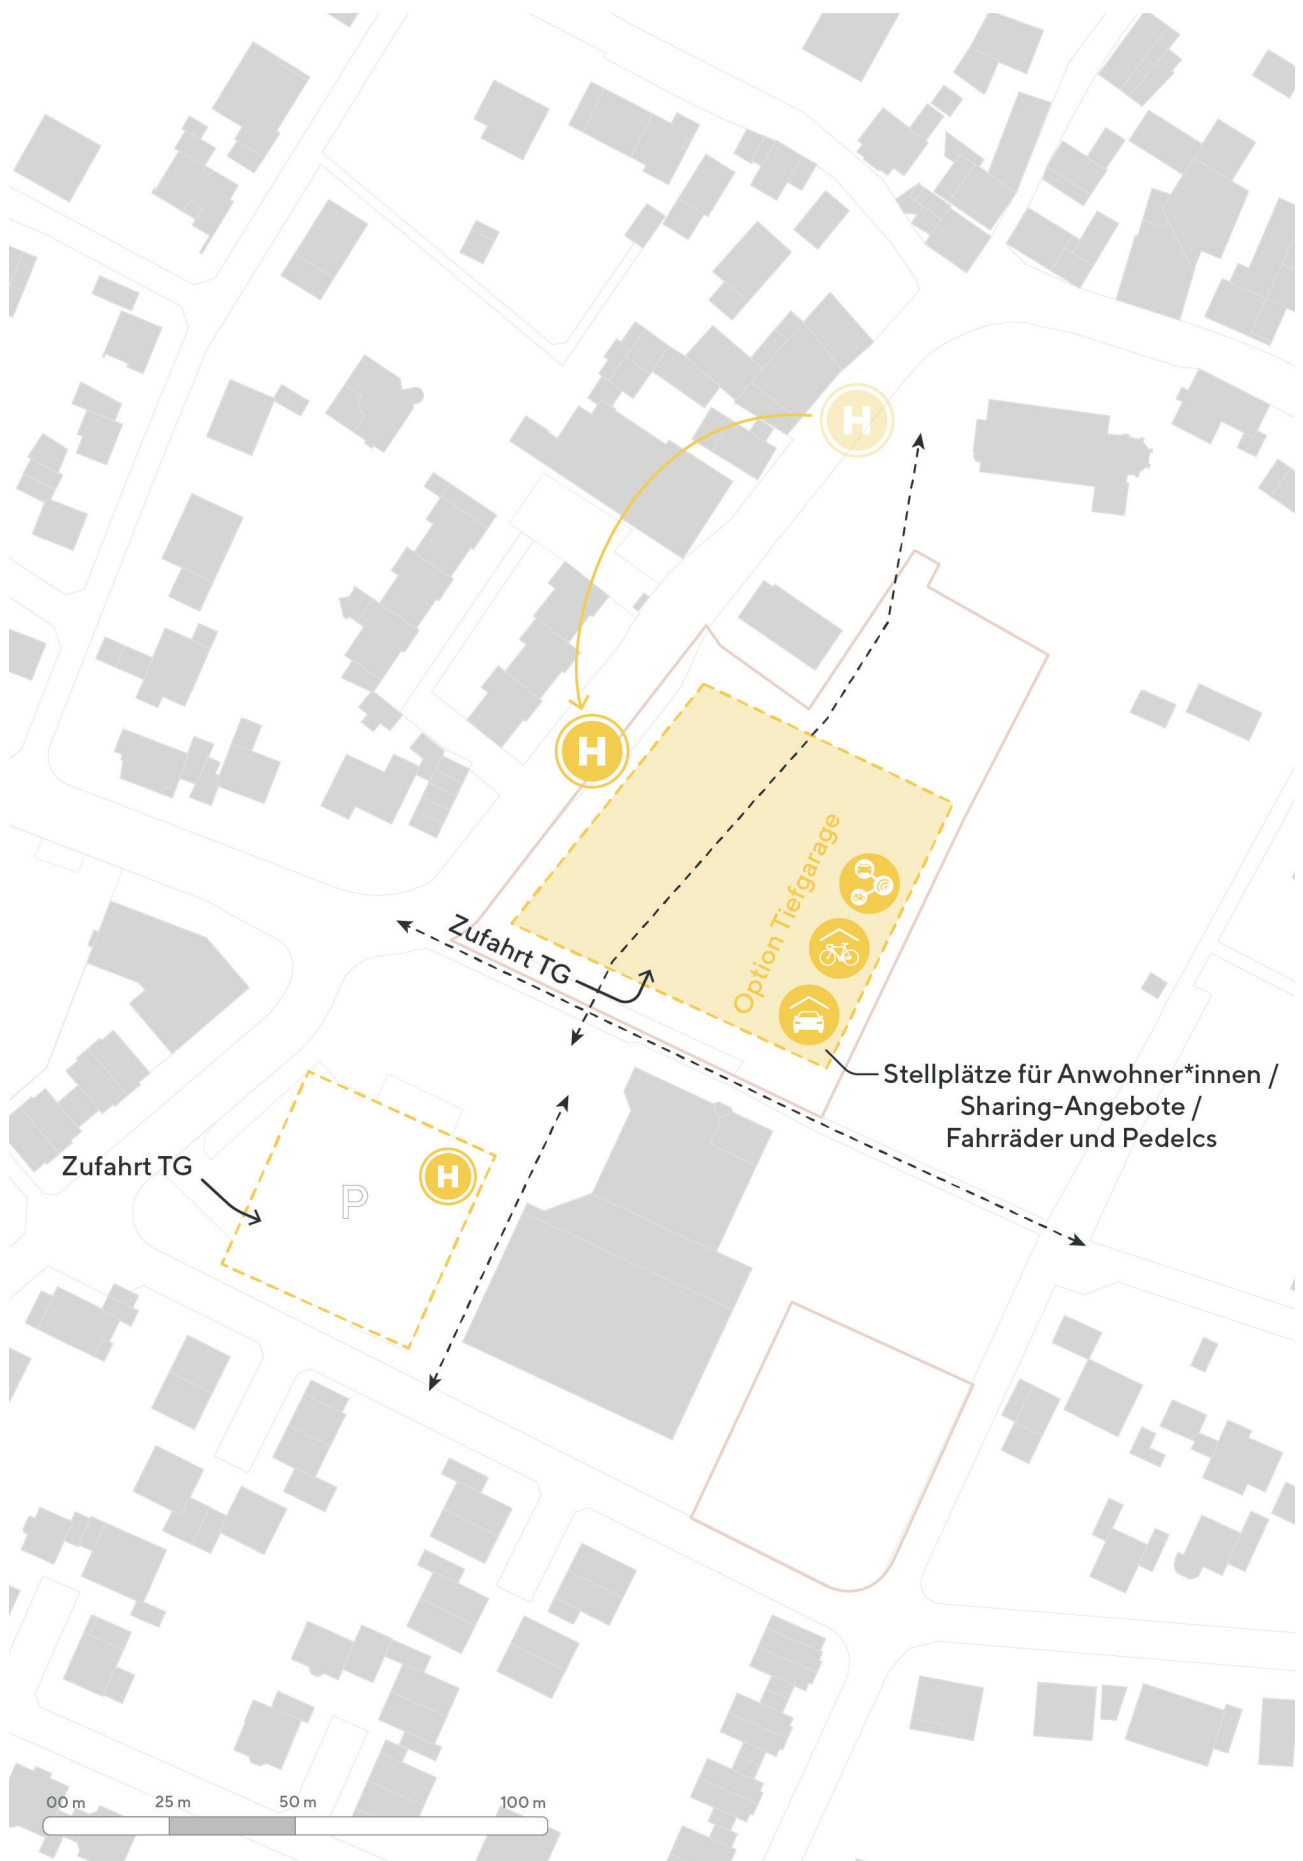 H
H
Zufahrt TG
Option Tiefgarage
Stellplätze für Anwohner*innen /
Sharing-Angebote /
Fahrräder und Pedelcs
Zufahrt TG
H
P
00 m
25 m
50 m
100 m